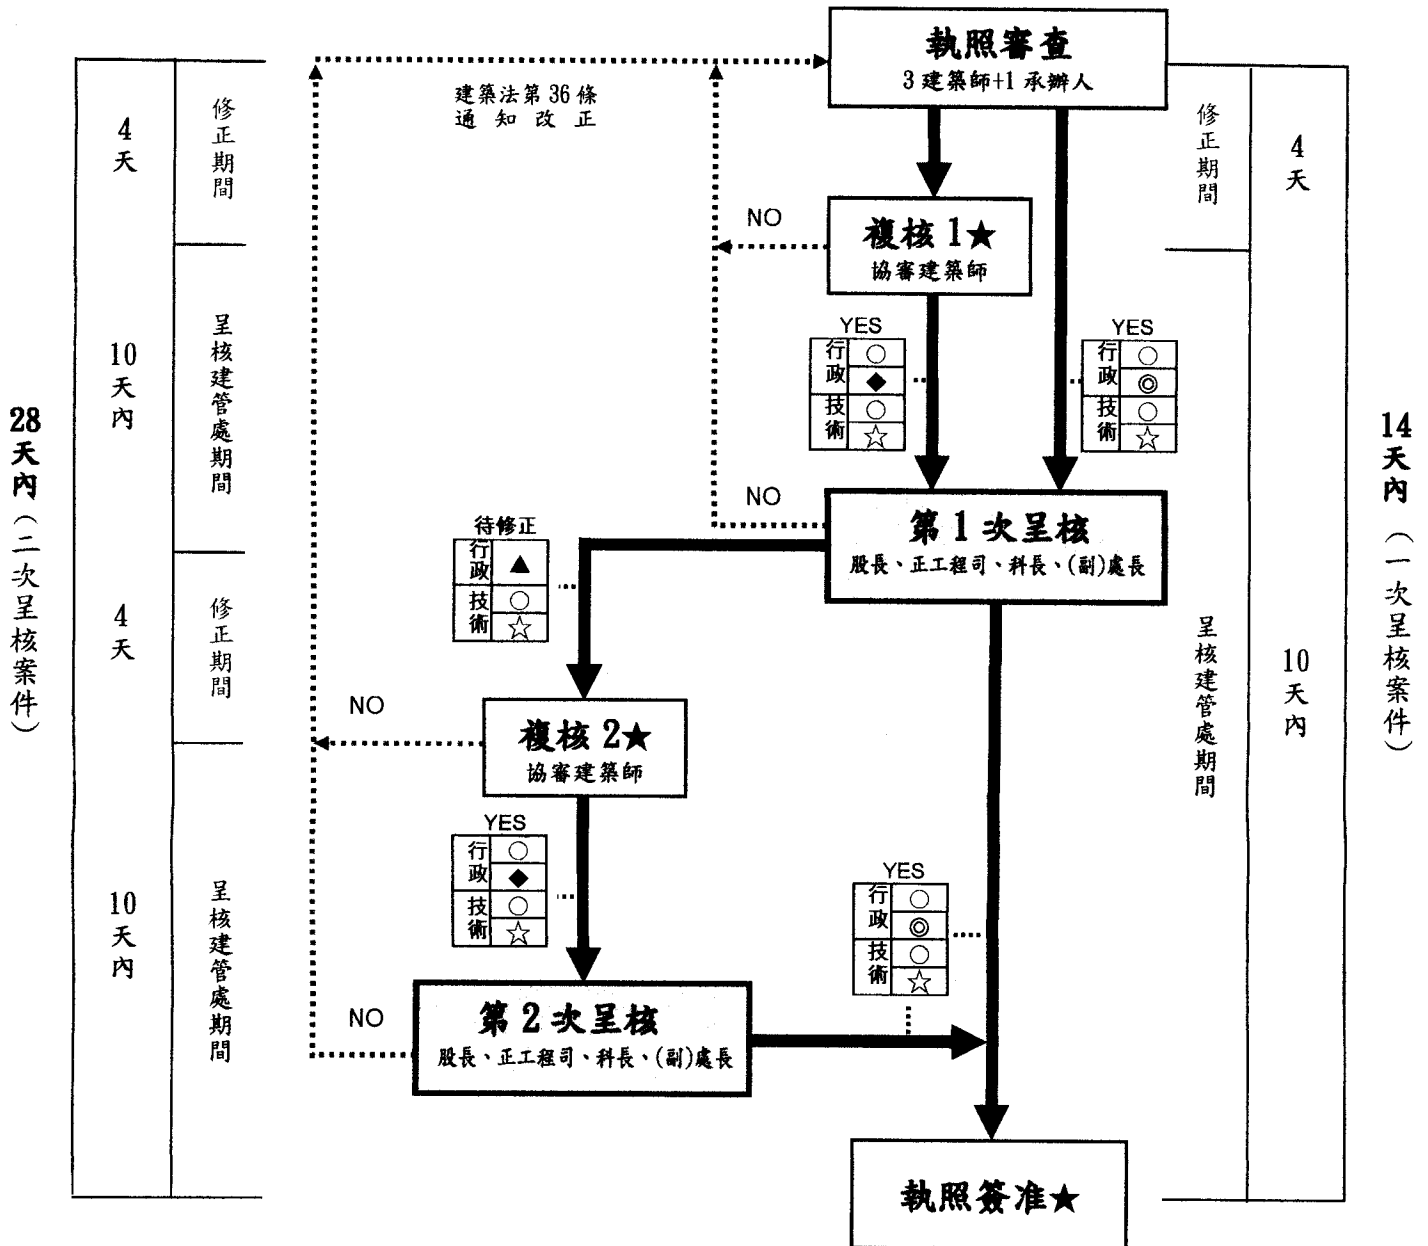 執照審查
3 建築師+1 承辦人
建築法第 36 條
通知改正
複核 1★
協審建築師
NO
YES
行政
○
◆
技術
○
☆
YES
行政
○
◎
技術
○
☆
NO
第 1 次呈核
股長、正工程司、科長、(副)處長
待修正
行政
▲
技術
○
☆
NO
複核 2★
協審建築師
YES
行政
○
◆
技術
○
☆
YES
行政
○
◎
技術
○
☆
NO
第 2 次呈核
股長、正工程司、科長、(副)處長
執照簽准★
28天內(二次呈核案件)
4天
修正期間
10天內
呈核建管處期間
4天
修正期間
10天內
呈核建管處期間
修正期間
4天
呈核建管處期間
10天內
14天內(一次呈核案件)